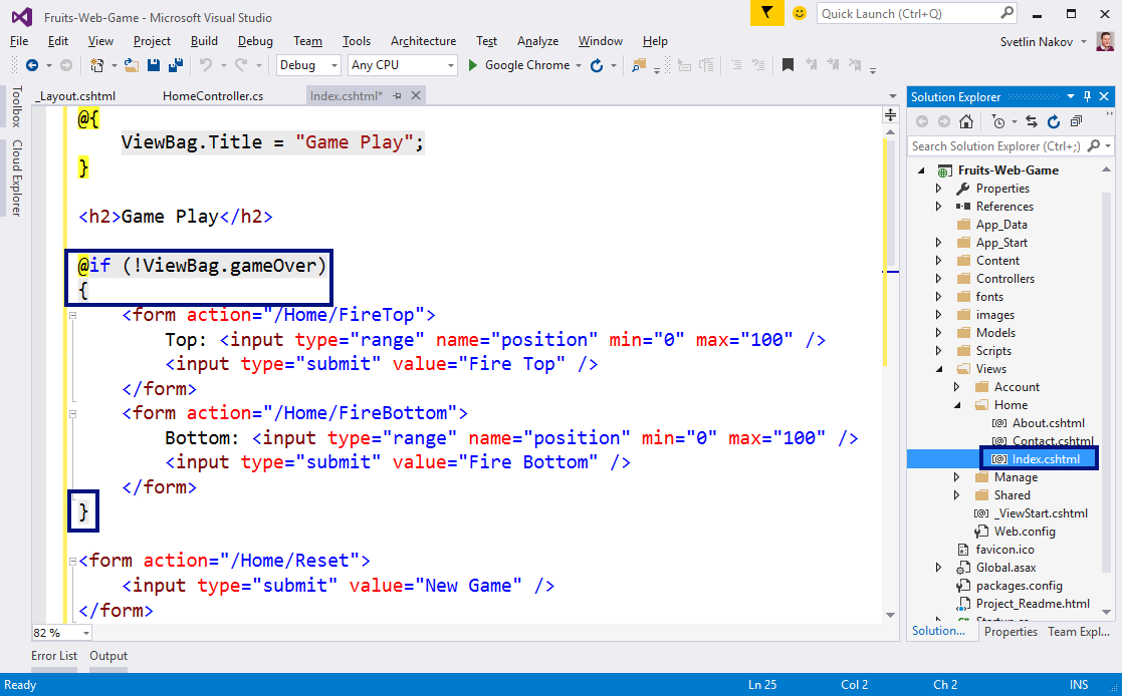 Fruits-Web-Game - Microsoft Visual Studio
Quick Launch (Ctrl+Q)
File Edit View Project Build Debug Team Tools Architecture Test Analyze Window Help
Svetlin Nakov
Debug Any CPU Google Chrome
Toolbox
Cloud Explorer
_Layout.cshtml HomeController.cs Index.cshtml*
@{
ViewBag.Title = "Game Play";
}
<h2>Game Play</h2>
@if (!ViewBag.gameOver)
{
<form action="/Home/FireTop">
Top: <input type="range" name="position" min="0" max="100" />
<input type="submit" value="Fire Top" />
</form>
<form action="/Home/FireBottom">
Bottom: <input type="range" name="position" min="0" max="100" />
<input type="submit" value="Fire Bottom" />
</form>
}
<form action="/Home/Reset">
<input type="submit" value="New Game" />
</form>
82 %
Solution Explorer
Search Solution Explorer (Ctrl+;)
Fruits-Web-Game
Properties
References
App_Data
App_Start
Content
Controllers
fonts
images
Models
Scripts
Views
Account
Home
About.cshtml
Contact.cshtml
Index.cshtml
Manage
Shared
_ViewStart.cshtml
Web.config
favicon.ico
Global.asax
packages.config
Project_Readme.html
Solution... Properties Team Expl...
Error List Output
Ready Ln 25 Col 2 Ch 2 INS